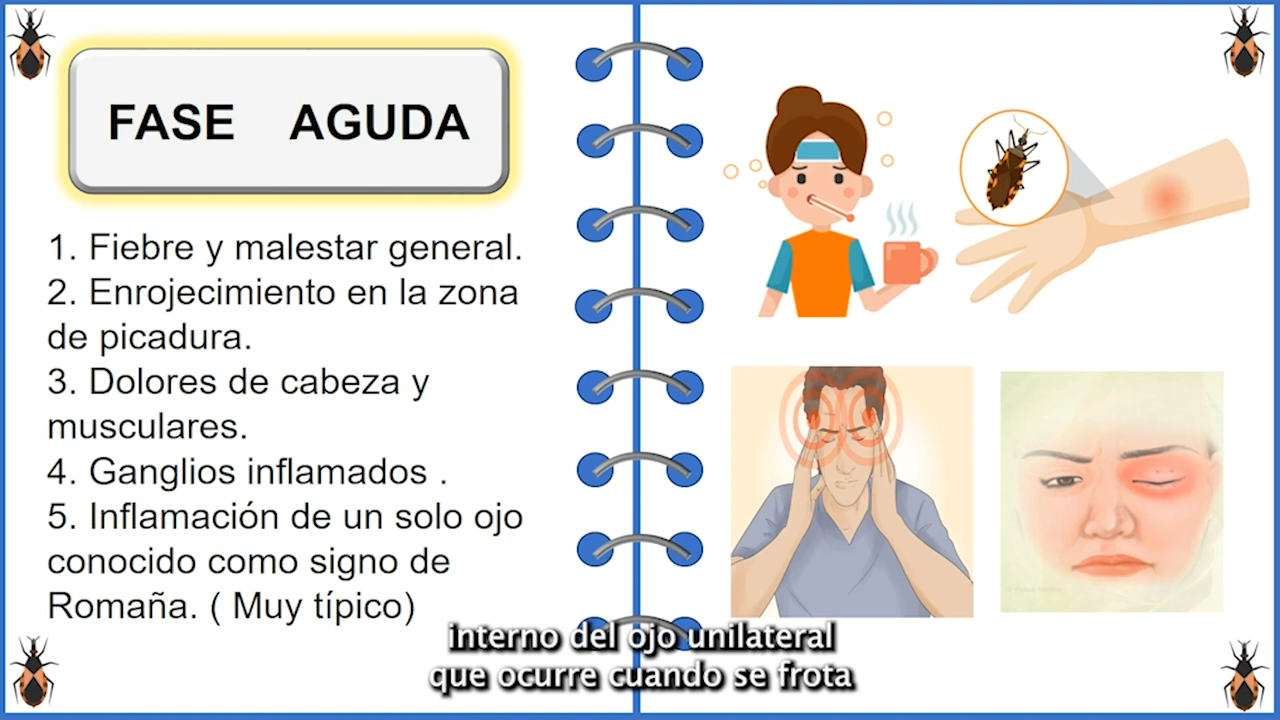 FASE AGUDA
1. Fiebre y malestar general.
2. Enrojecimiento en la zona
de picadura.
3. Dolores de cabeza y
musculares.
4. Ganglios inflamados .
5. Inflamación de un solo ojo
conocido como signo de
Romaña. ( Muy típico)
interno del ojo unilateral
que ocurre cuando se frota